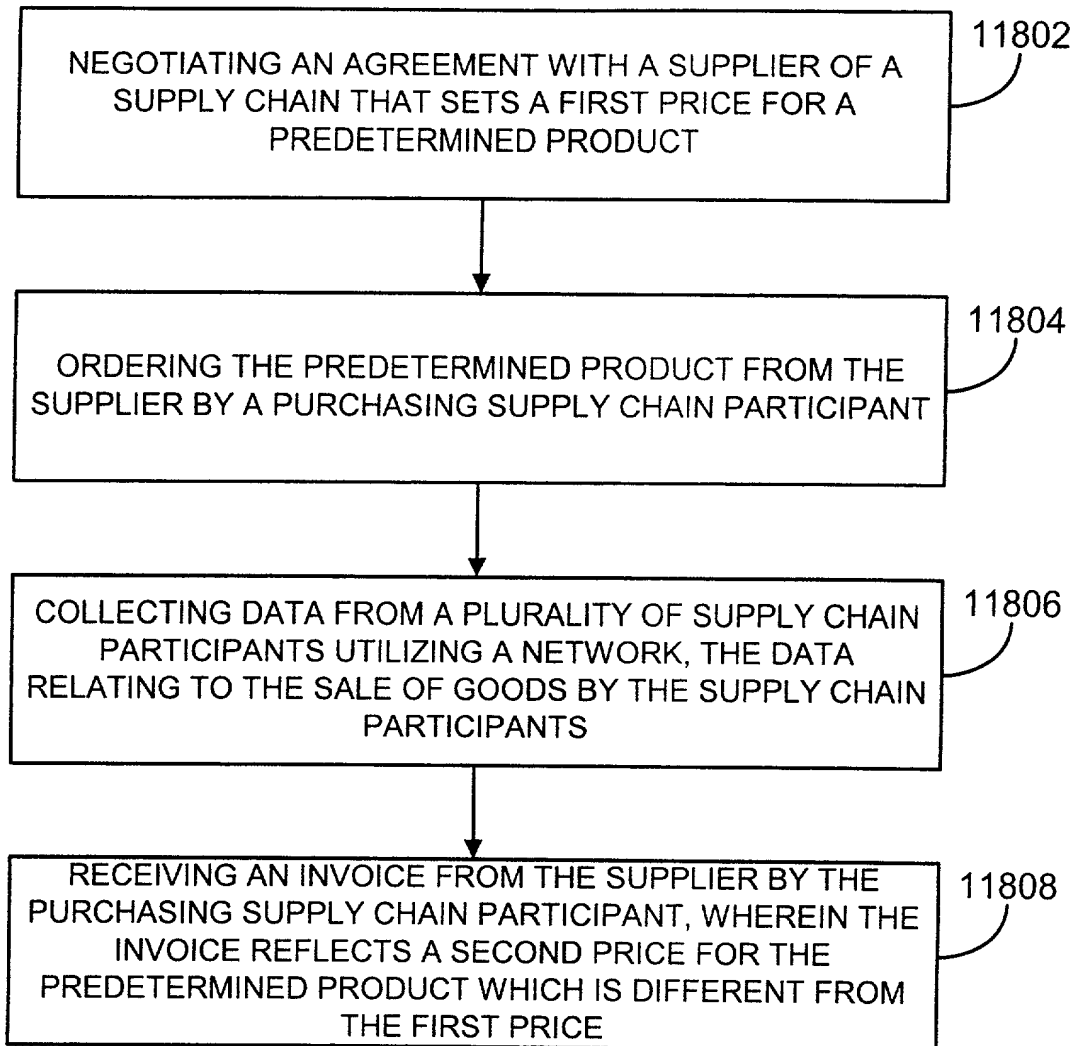 11802
NEGOTIATING AN AGREEMENT WITH A SUPPLIER OF A
SUPPLY CHAIN THAT SETS A FIRST PRICE FOR A
PREDETERMINED PRODUCT
11804
ORDERING THE PREDETERMINED PRODUCT FROM THE
SUPPLIER BY A PURCHASING SUPPLY CHAIN PARTICIPANT
11806
COLLECTING DATA FROM A PLURALITY OF SUPPLY CHAIN
PARTICIPANTS UTILIZING A NETWORK, THE DATA
RELATING TO THE SALE OF GOODS BY THE SUPPLY CHAIN
PARTICIPANTS
11808
RECEIVING AN INVOICE FROM THE SUPPLIER BY THE
PURCHASING SUPPLY CHAIN PARTICIPANT, WHEREIN THE
INVOICE REFLECTS A SECOND PRICE FOR THE
PREDETERMINED PRODUCT WHICH IS DIFFERENT FROM
THE FIRST PRICE